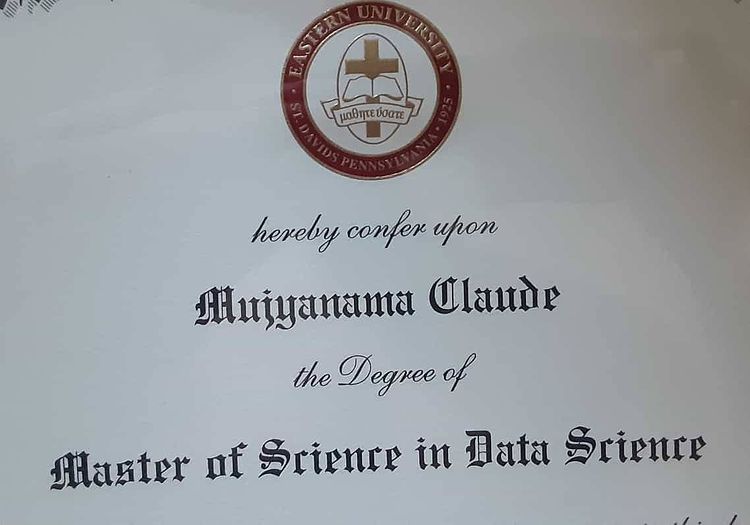 EASTERN UNIVERSITY
μαθητεύσατε
ST. DAVIDS PENNSYLVANIA · 1925
hereby confer upon
Mujyanama Claude
the Degree of
Master of Science in Data Science